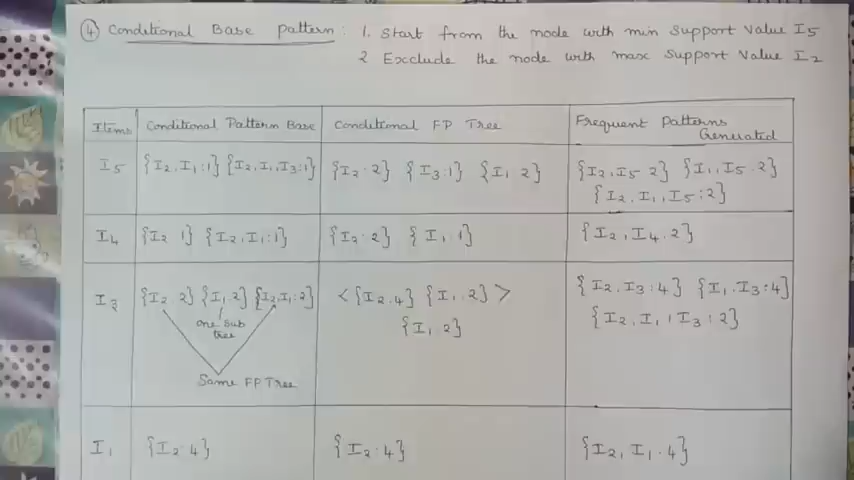 ④ Conditional Base Pattern : 1. Start from the node with min support value I5
2 Exclude the node with max support value I2
Items Conditional Pattern Base Conditional FP Tree Frequent Patterns Generated
I5 {I2, I1:1} {I2, I1, I3:1} {I2:2} {I3:1} {I1 2} {I2, I5 2} {I1, I5.2}
{I2, I1, I5:2}
I4 {I2 1} {I2, I1:1} {I2:2} {I1:1} {I2, I4.2}
I3 {I2 2} {I1, 2} {I2, I1:2} <{I2.4} {I1, 2}> {I2, I3:4} {I1, I3:4}
one sub {I1, 2} {I2, I1, I3:2}
tree
Same FP Tree
I1 {I2 4} {I2:4} {I2, I1.4}